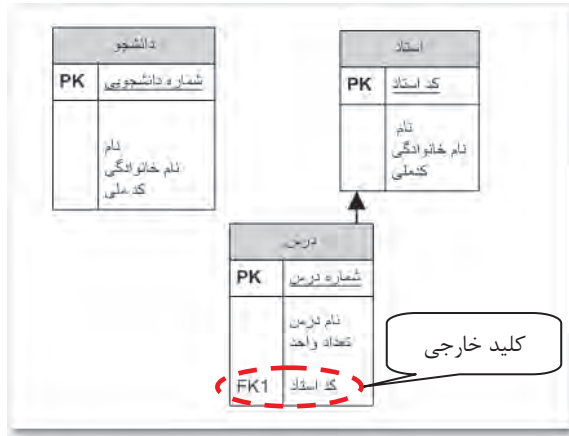 دانشجو
PK شماره دانشجویی
نام
نام خانوادگی
کد ملی
استاد
PK کد استاد
نام
نام خانوادگی
کدملی
درس
PK شماره درس
نام درس
تعداد واحد
FK1 کد استاد
کلید خارجی